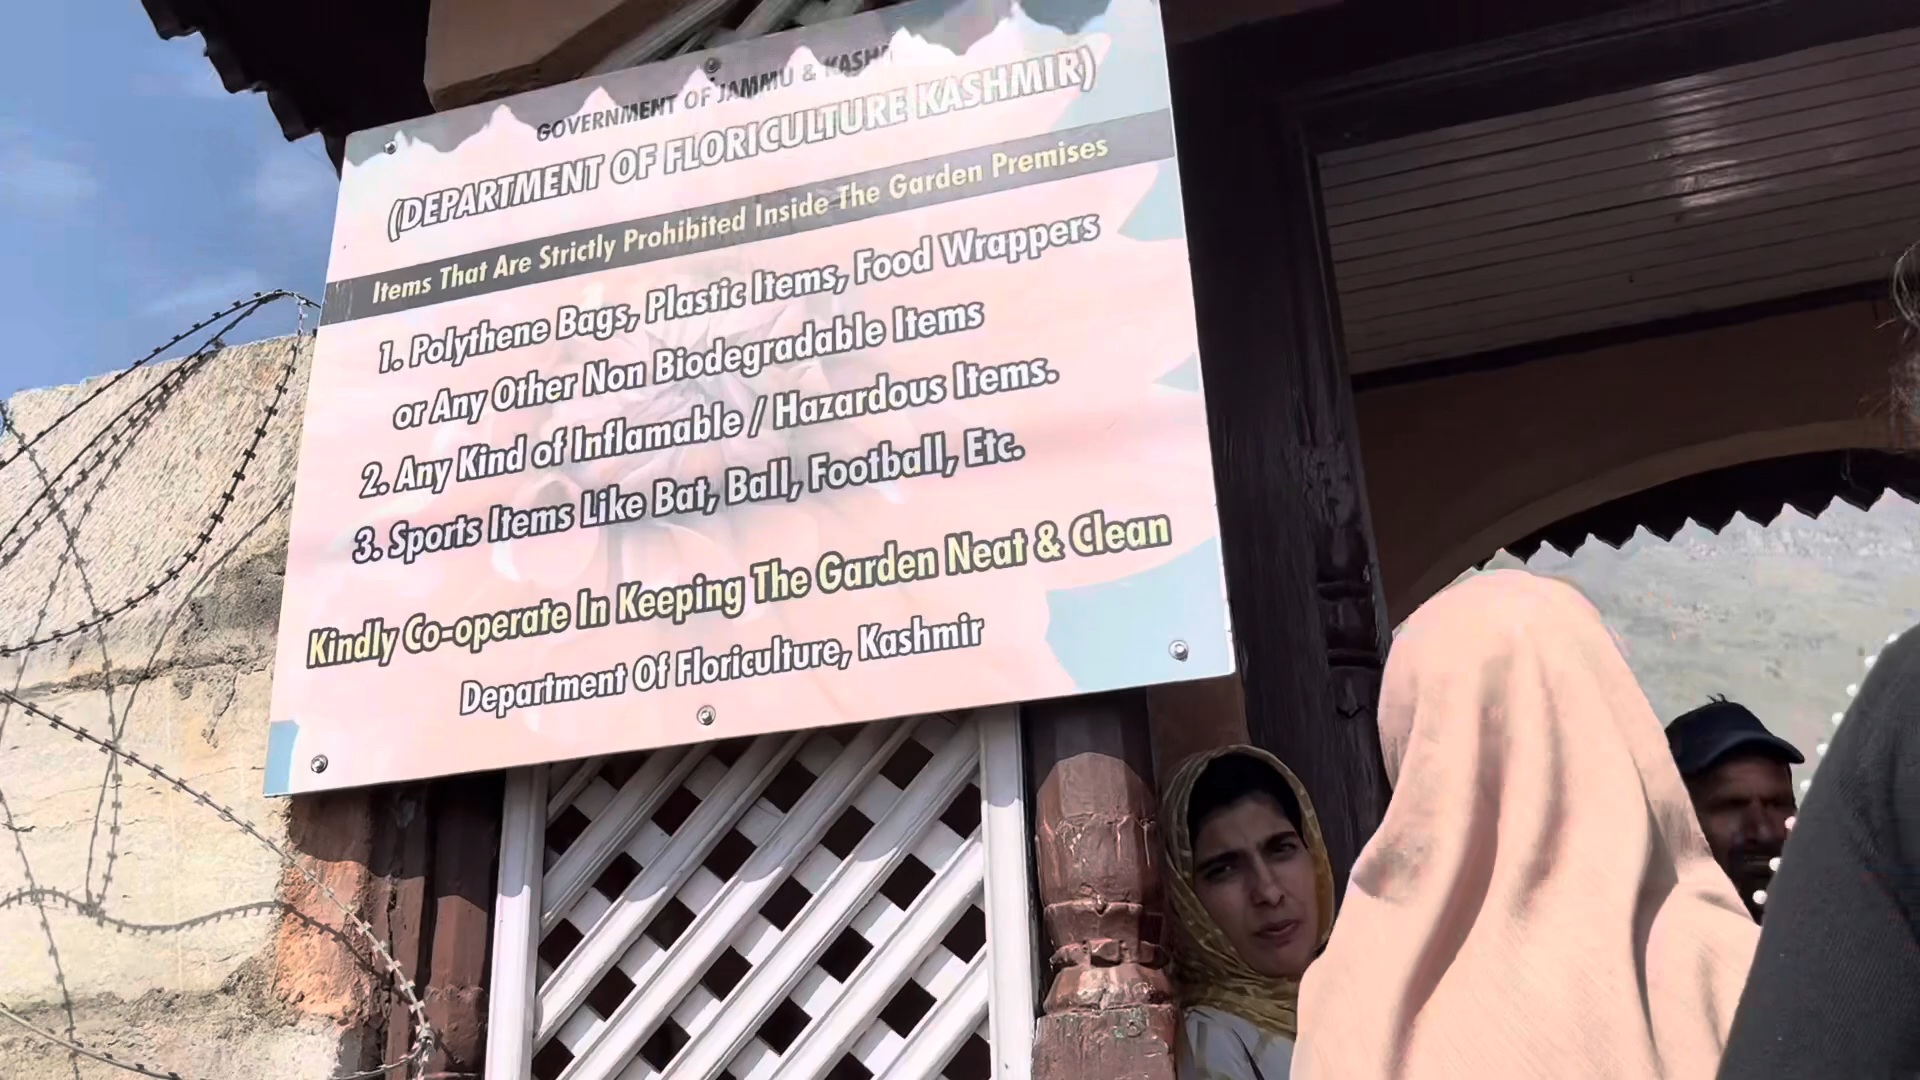 GOVERNMENT OF JAMMU & KASH
(DEPARTMENT OF FLORICULTURE KASHMIR)
Items That Are Strictly Prohibited Inside The Garden Premises
1. Polythene Bags, Plastic Items, Food Wrappers
or Any Other Non Biodegradable Items
2. Any Kind of Inflamable / Hazardous Items.
3. Sports Items Like Bat, Ball, Football, Etc.
Kindly Co-operate In Keeping The Garden Neat & Clean
Department Of Floriculture, Kashmir